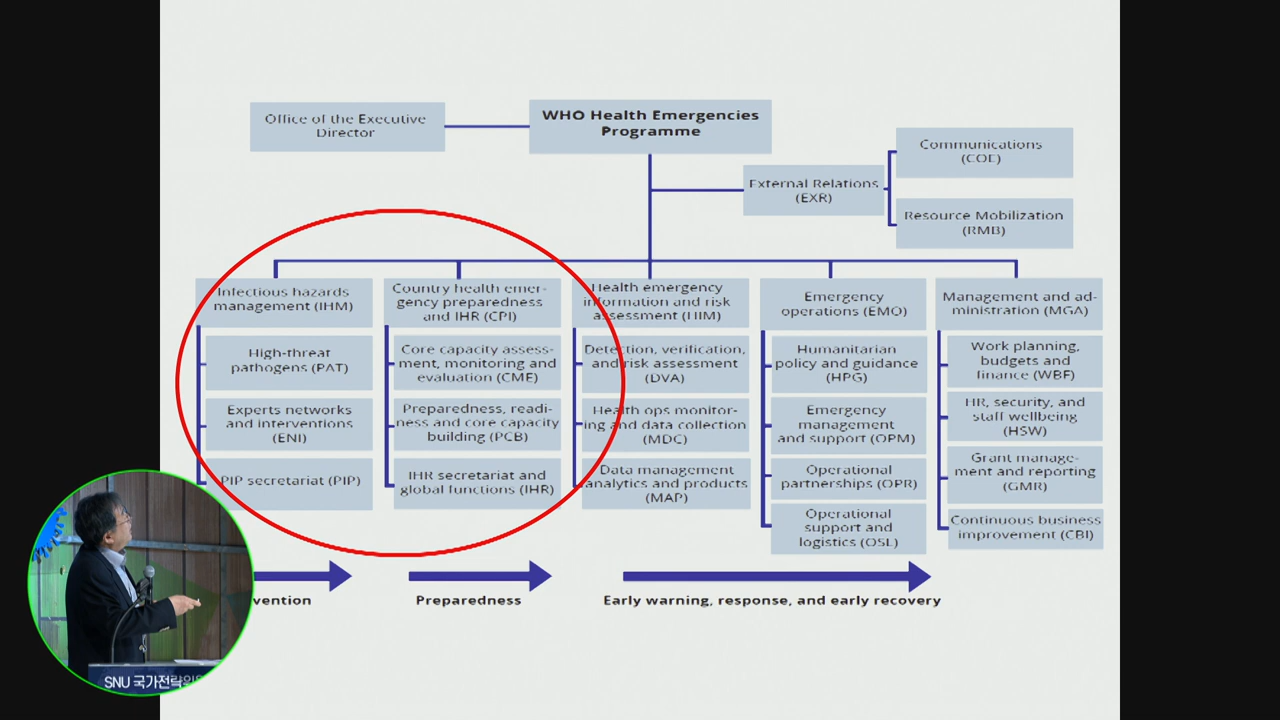 Office of the Executive
Director
WHO Health Emergencies
Programme
Communications
(COE)
External Relations
(EXR)
Resource Mobilization
(RMB)
Infectious hazards
management (IHM)
High-threat
pathogens (PAT)
Experts networks
and interventions
(ENI)
PIP secretariat (PIP)
Country health emer-
gency preparedness
and IHR (CPI)
Core capacity assess-
ment, monitoring and
evaluation (CME)
Preparedness, readi-
ness and core capacity
building (PCB)
IHR secretariat and
global functions (IHR)
Health emergency
information and risk
assessment (HIM)
Detection, verification,
and risk assessment
(DVA)
Health ops monitor-
ing and data collection
(MDC)
Data management
analytics and products
(MAP)
Emergency
operations (EMO)
Humanitarian
policy and guidance
(HPG)
Emergency
management
and support (OPM)
Operational
partnerships (OPR)
Operational
support and
logistics (OSL)
Management and ad-
ministration (MGA)
Work planning,
budgets and
finance (WBF)
HR, security, and
staff wellbeing
(HSW)
Grant manage-
ment and reporting
(GMR)
Continuous business
improvement (CBI)
vention
Preparedness
Early warning, response, and early recovery
SNU 국가전략위